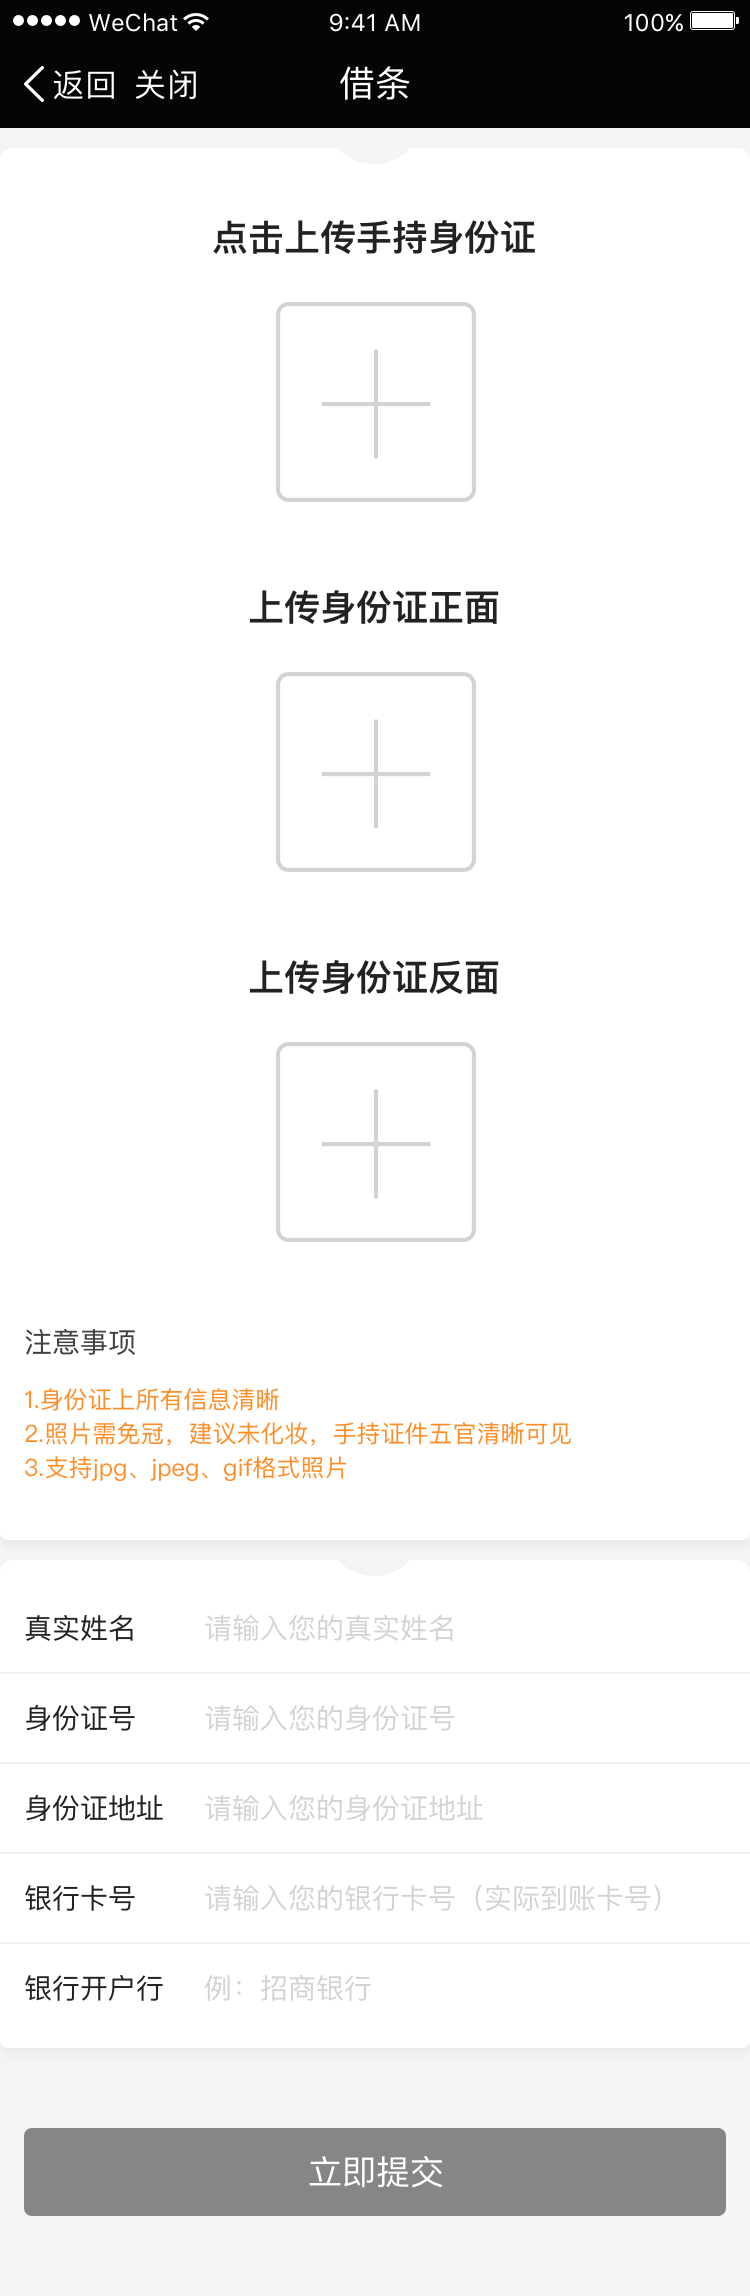 WeChat 9:41 AM 100%
返回 关闭 借条
点击上传手持身份证
上传身份证正面
上传身份证反面
注意事项
1.身份证上所有信息清晰
2.照片需免冠，建议未化妆，手持证件五官清晰可见
3.支持jpg、jpeg、gif格式照片
真实姓名 请输入您的真实姓名
身份证号 请输入您的身份证号
身份证地址 请输入您的身份证地址
银行卡号 请输入您的银行卡号（实际到账卡号）
银行开户行 例：招商银行
立即提交